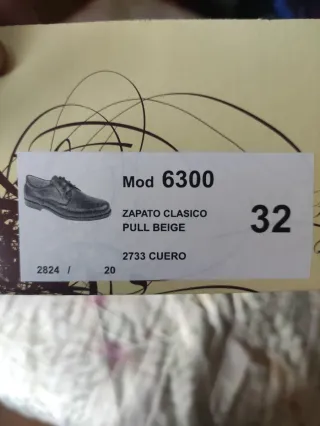 Mod 6300
ZAPATO CLASICO
PULL BEIGE
32
2733 CUERO
2824 / 20